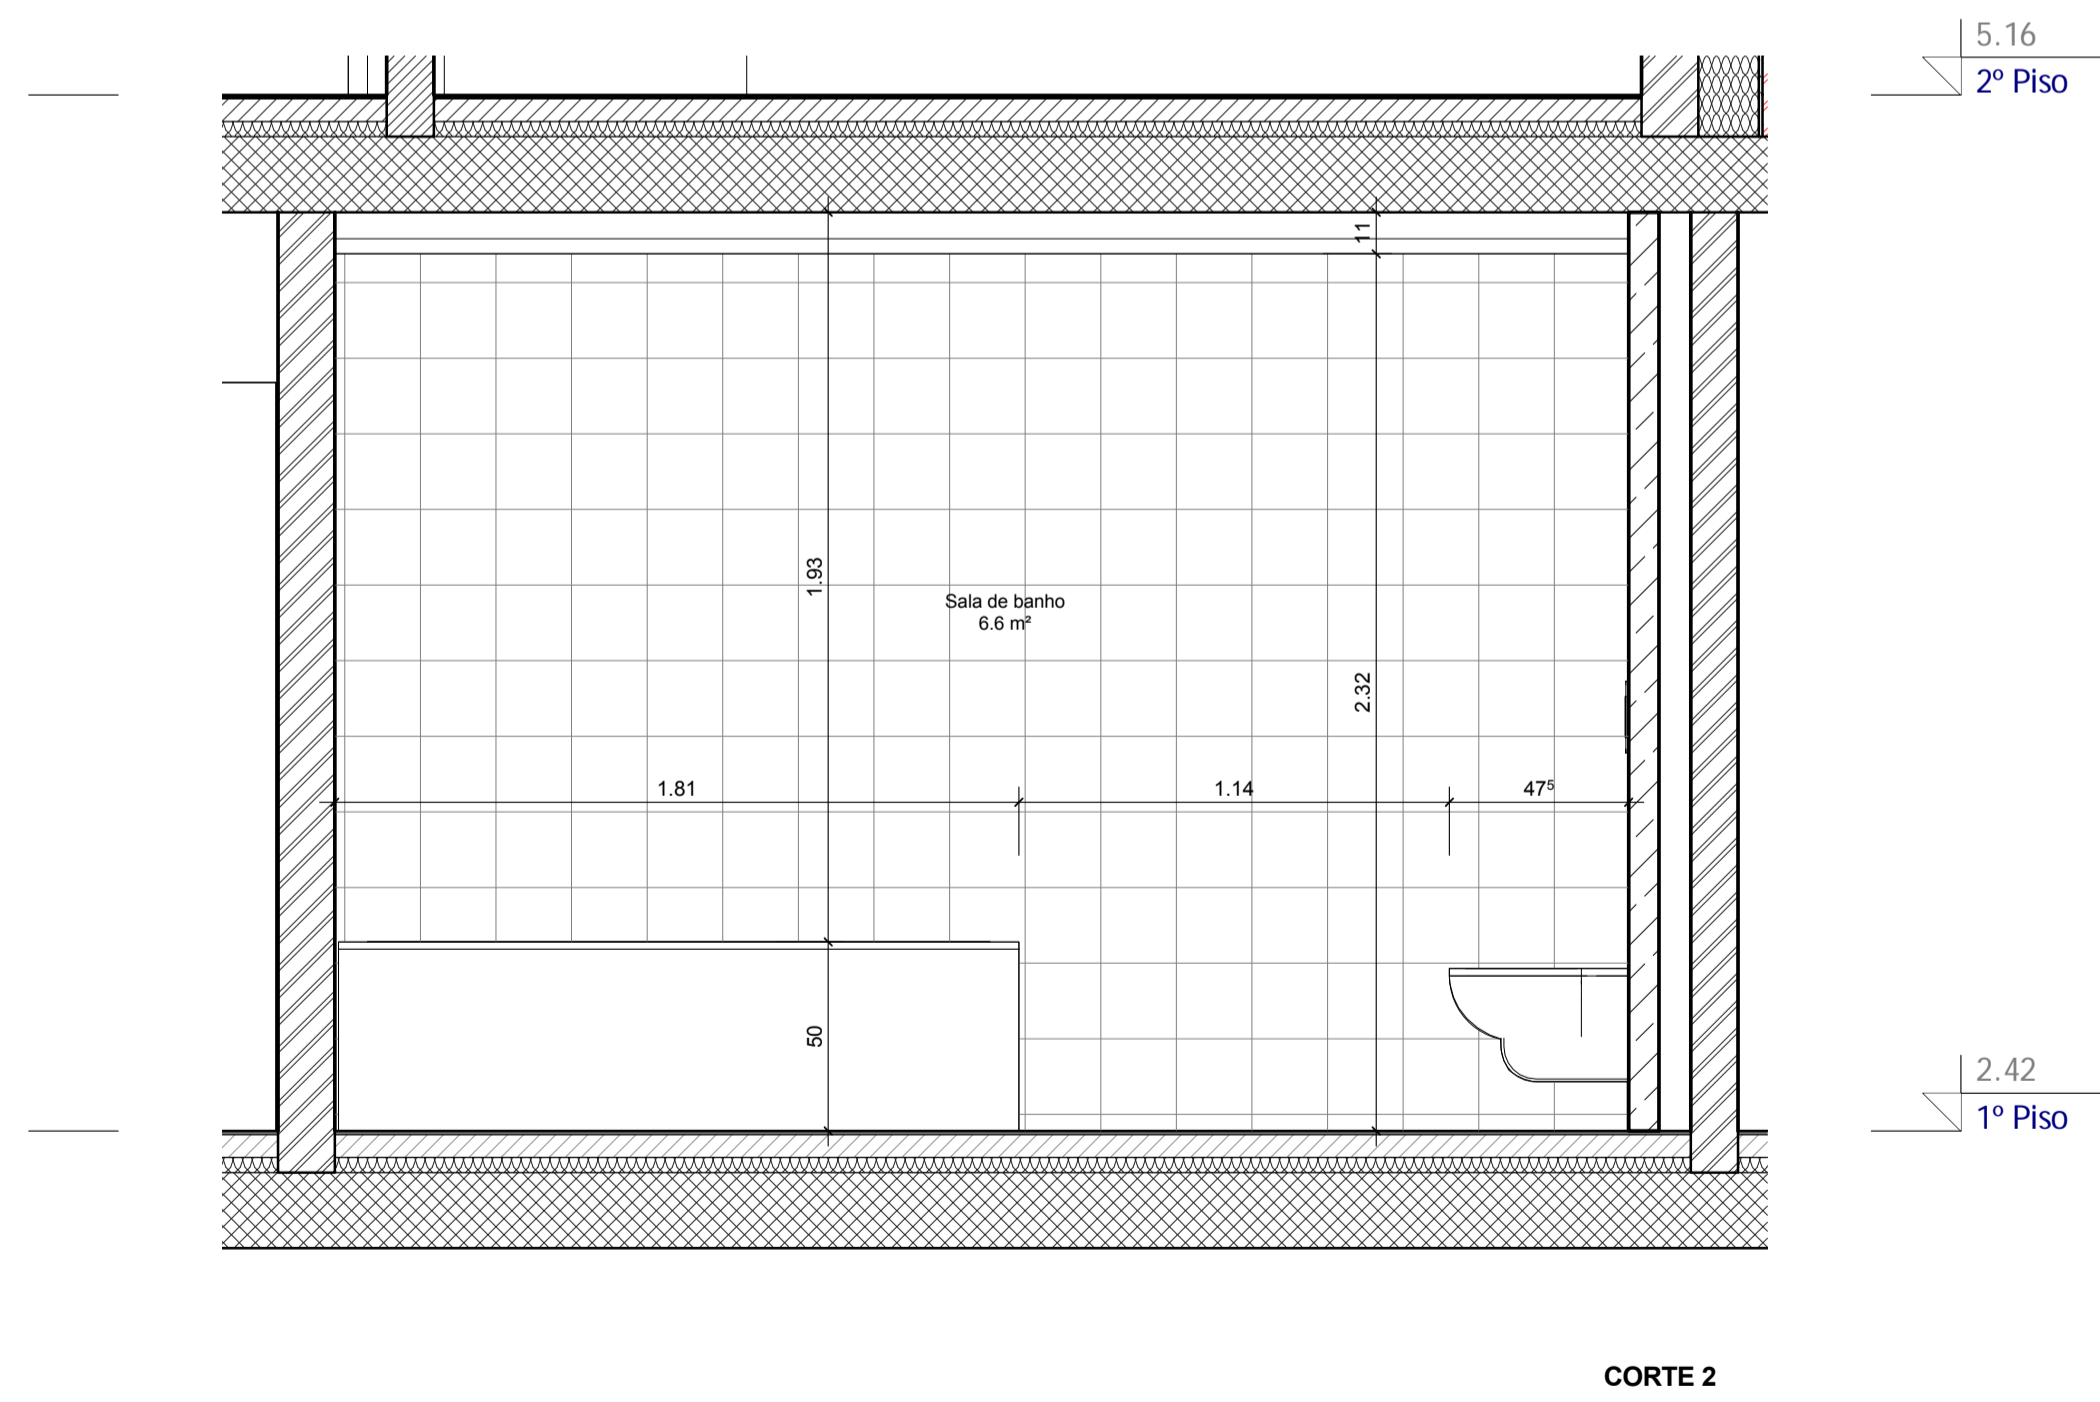 5.16
2º Piso
11
1.93
Sala de banho
6.6 m²
2.32
1.81
1.14
47⁵
50
2.42
1º Piso
CORTE 2